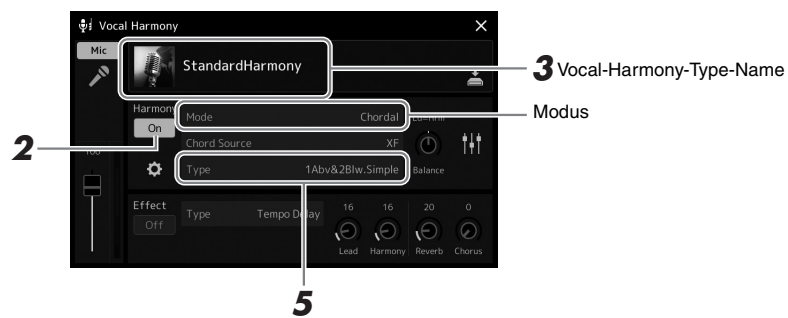 Vocal Harmony
Mic
StandardHarmony
3 Vocal-Harmony-Type-Name
Harmony
On
Mode Chordal
Modus
2
Chord Source XF
Type 1Abv&2Blw.Simple
Balance
5
Effect
Off
Type Tempo Delay
16 16 20 0
Lead Harmony Reverb Chorus